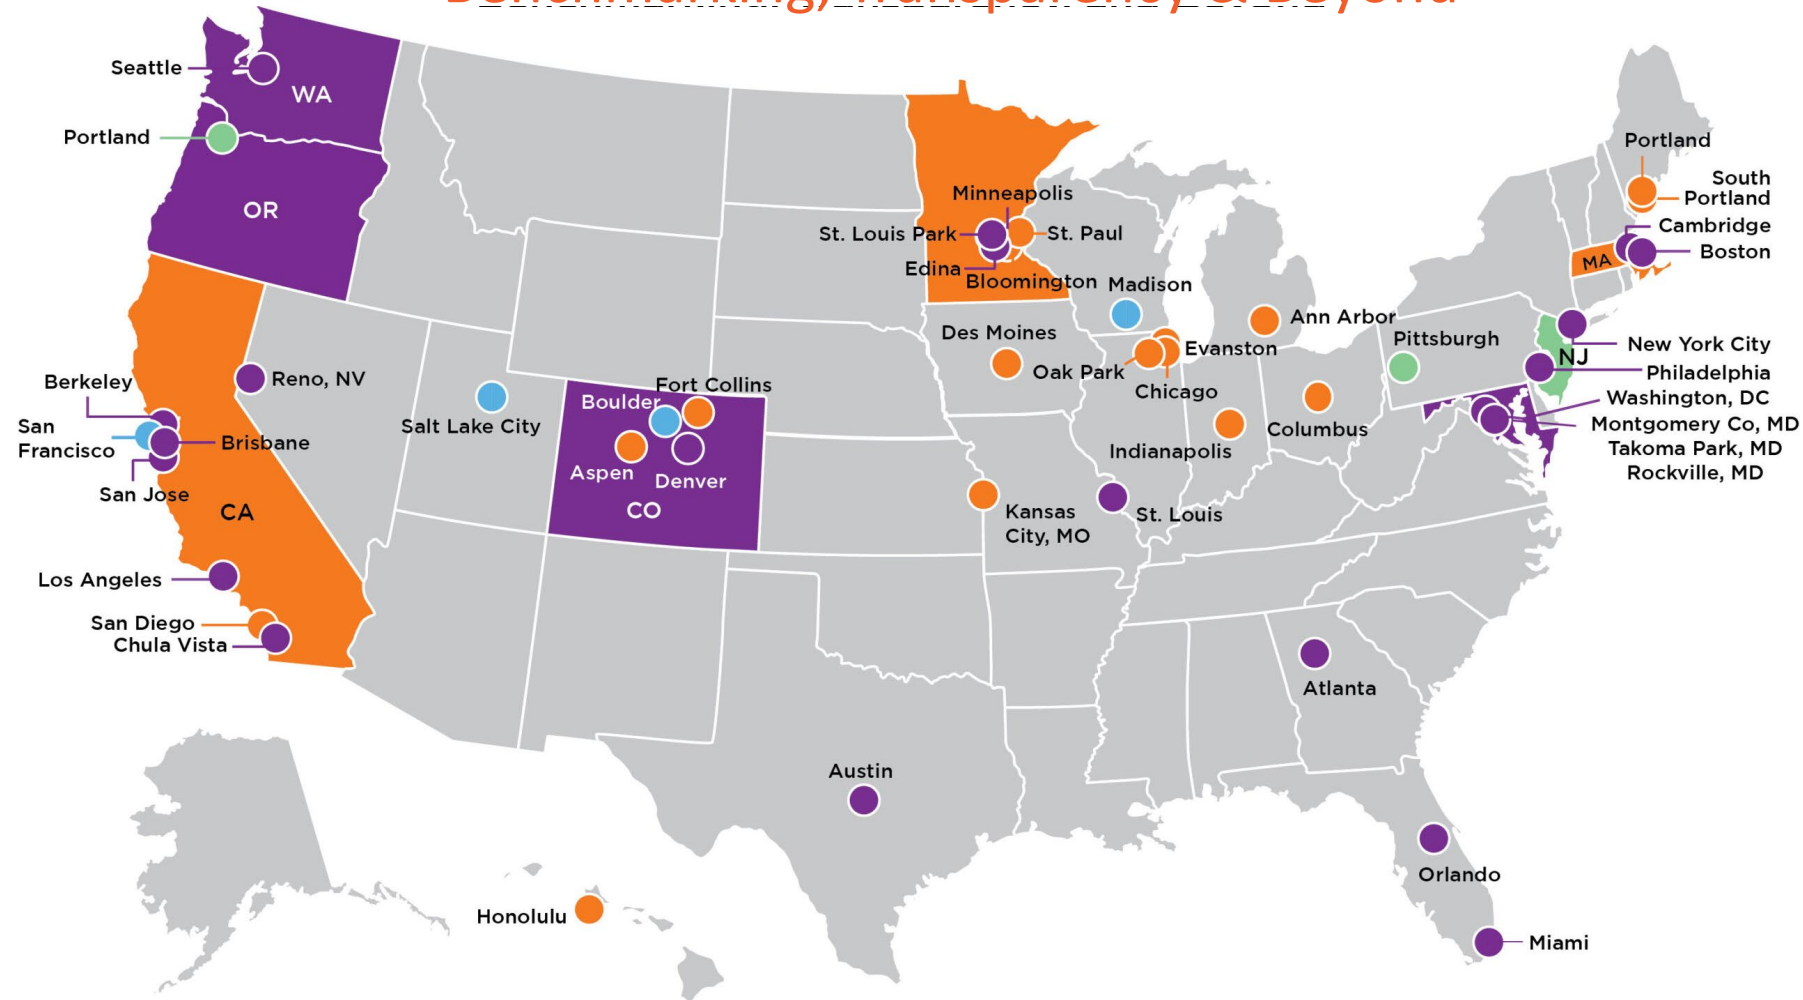 Benchmarking, Transparency & Beyond
Seattle
WA
Portland
OR
Minneapolis
St. Louis Park
St. Paul
Edina
Bloomington
Madison
Portland
South
Portland
Cambridge
Boston
MA
Des Moines
Ann Arbor
Oak Park
Evanston
Chicago
Pittsburgh
NJ
New York City
Philadelphia
Washington, DC
Montgomery Co, MD
Takoma Park, MD
Rockville, MD
Berkeley
Reno, NV
San
Francisco
Brisbane
San Jose
CA
Salt Lake City
Fort Collins
Boulder
Aspen
Denver
CO
Indianapolis
Columbus
Kansas
City, MO
St. Louis
Los Angeles
San Diego
Chula Vista
Atlanta
Austin
Orlando
Honolulu
Miami